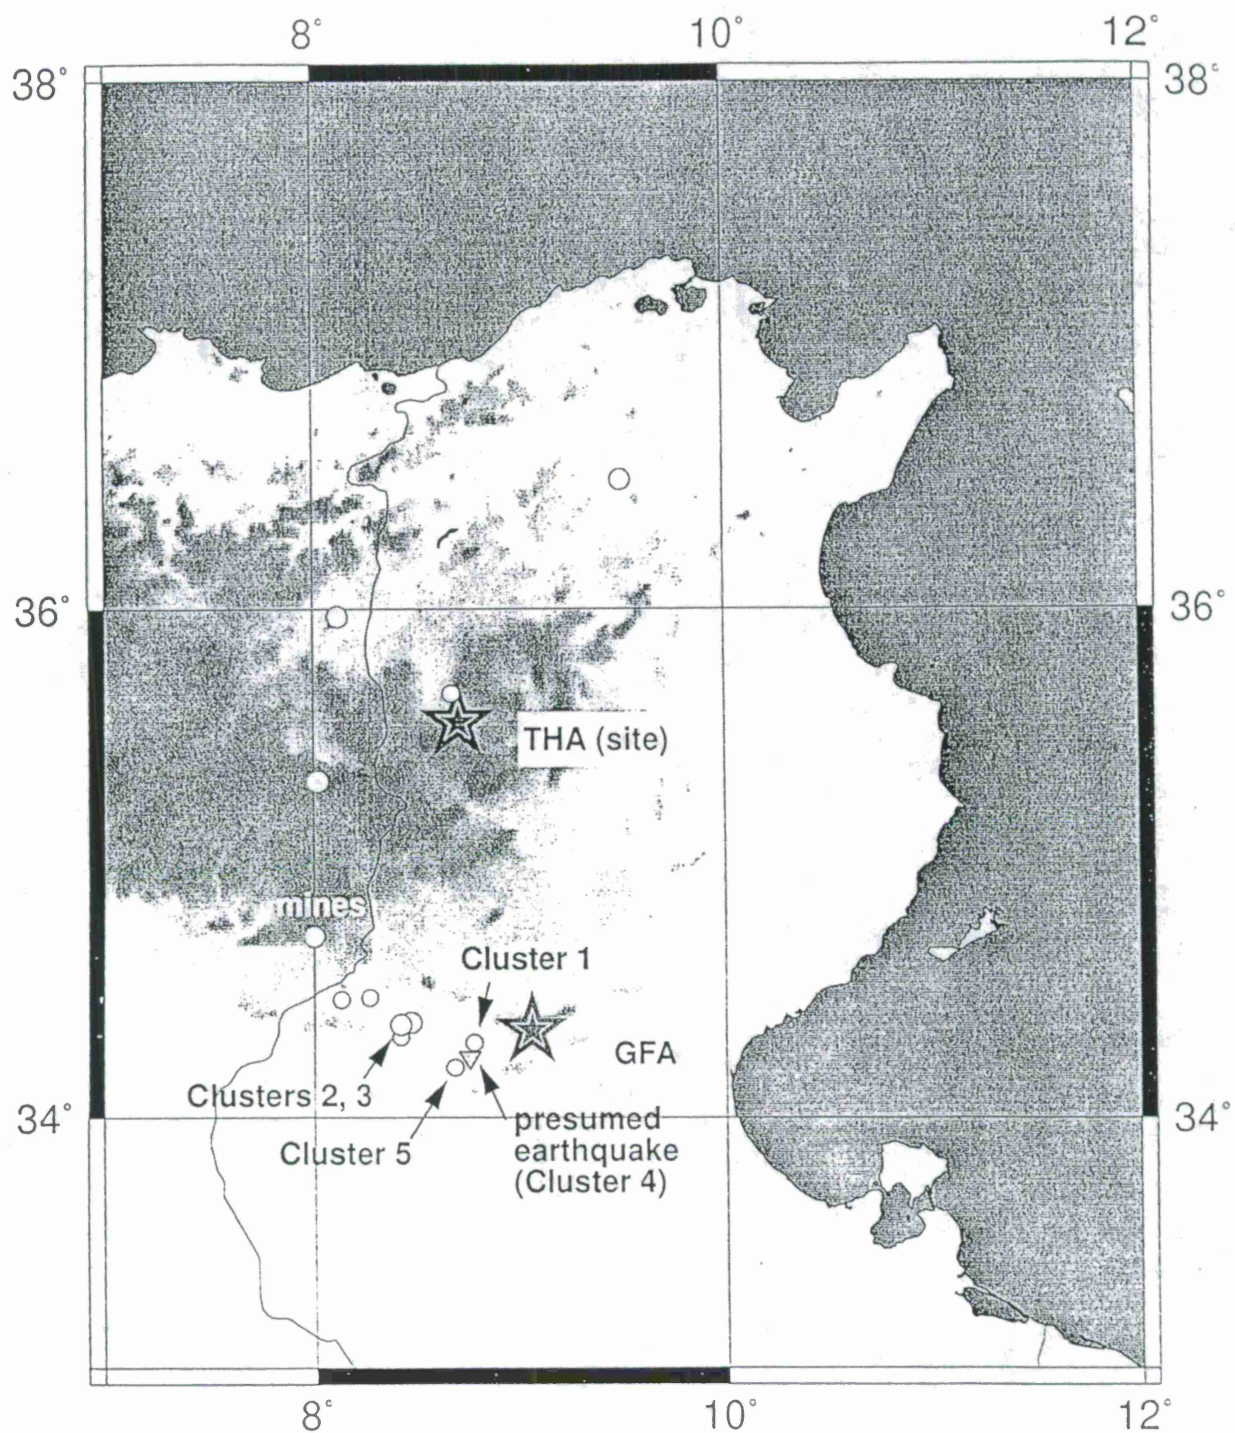 8° 10° 12°
38° 38°
36° 36°
THA (site)
mines
Cluster 1
GFA
Clusters 2, 3
34° 34°
Cluster 5
presumed
earthquake
(Cluster 4)
8° 10° 12°